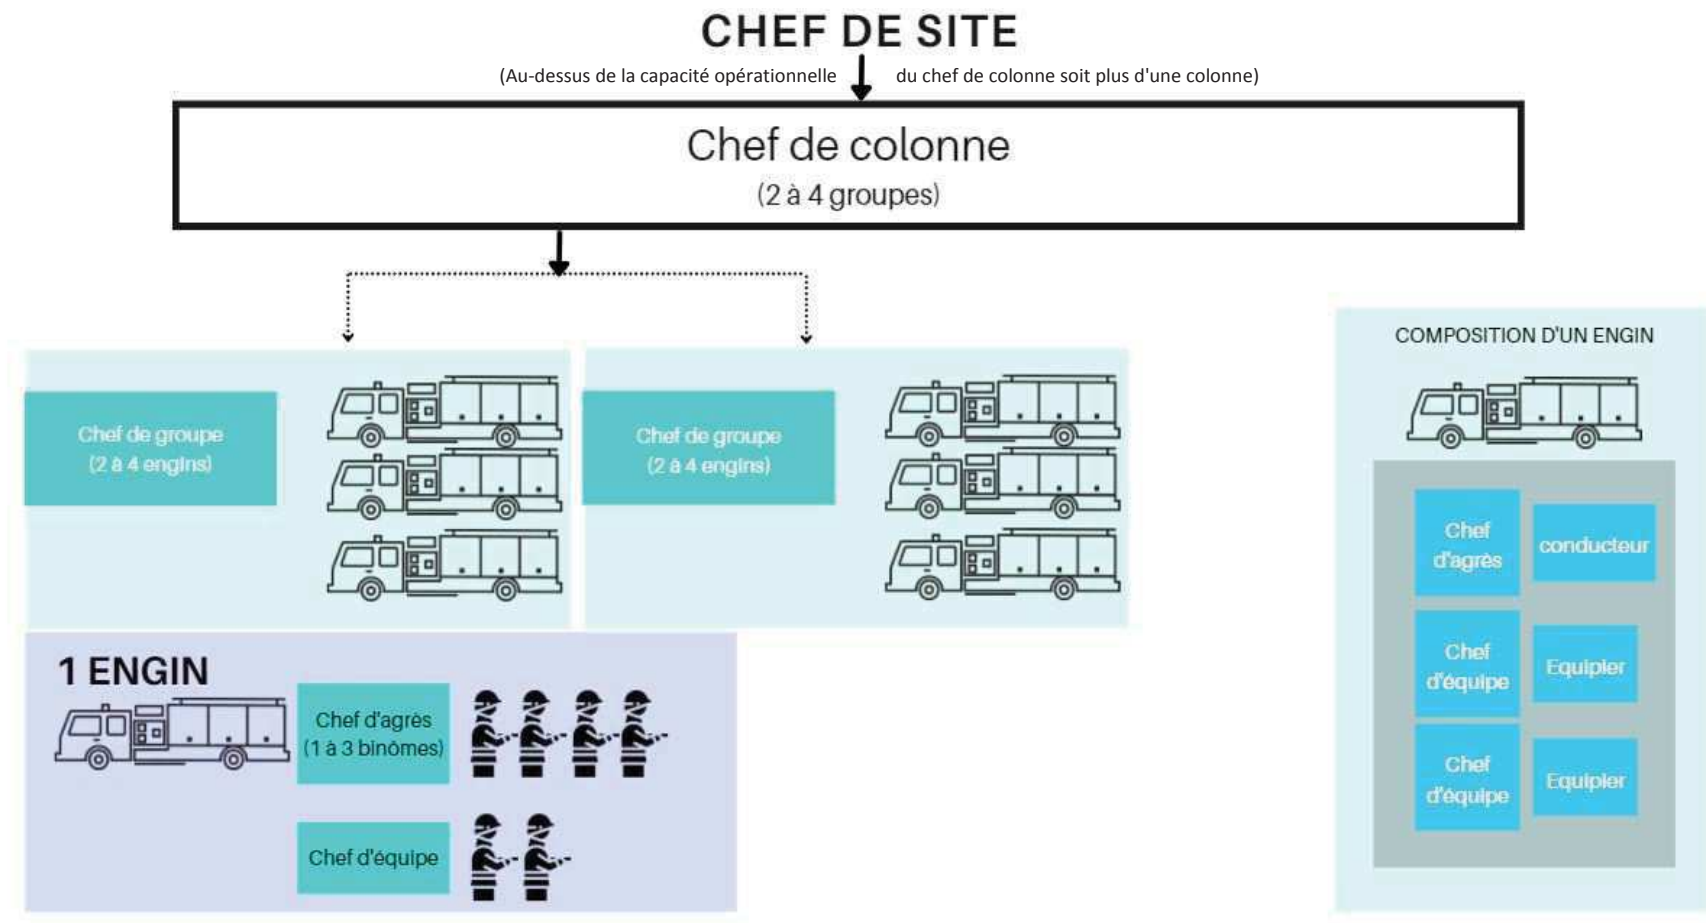 CHEF DE SITE
(Au-dessus de la capacité opérationnelle du chef de colonne soit plus d'une colonne)
Chef de colonne
(2 à 4 groupes)
Chef de groupe
(2 à 4 engins)
Chef de groupe
(2 à 4 engins)
1 ENGIN
Chef d'agrès
(1 à 3 binômes)
Chef d'équipe
COMPOSITION D'UN ENGIN
Chef
d'agrès
conducteur
Chef
d'équipe
Equipier
Chef
d'équipe
Equipier